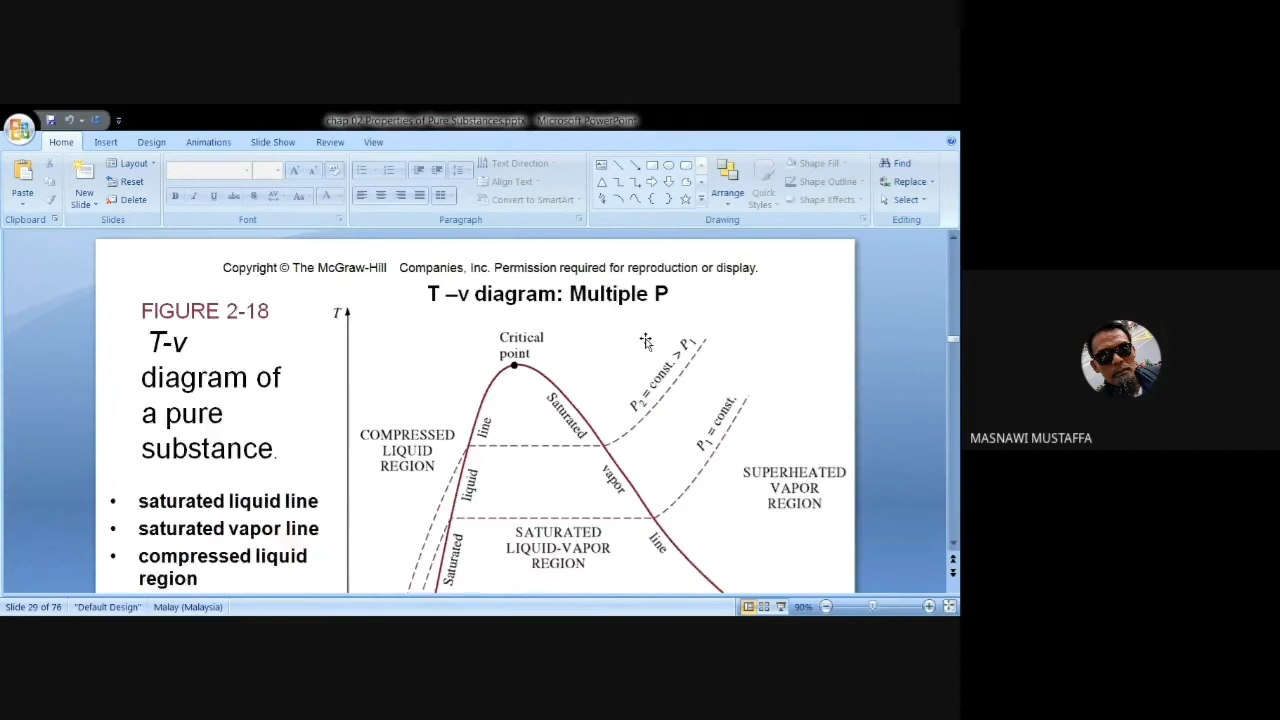 chap 02 Properties of Pure Substances.pptx - Microsoft PowerPoint
Home Insert Design Animations Slide Show Review View
Paste
Clipboard
New
Slide
Layout
Reset
Delete
Slides
B I U abc S AV Aa A
Font
Text Direction
Align Text
Convert to SmartArt
Paragraph
Arrange
Quick
Styles
Shape Fill
Shape Outline
Shape Effects
Drawing
Find
Replace
Select
Editing
Copyright © The McGraw-Hill Companies, Inc. Permission required for reproduction or display.
T –v diagram: Multiple P
FIGURE 2-18
T-v
diagram of
a pure
substance.
• saturated liquid line
• saturated vapor line
• compressed liquid
region
T
Critical
point
P2 = const. > P1
P1 = const.
COMPRESSED
LIQUID
REGION
Saturated liquid line
Saturated vapor line
SATURATED
LIQUID-VAPOR
REGION
SUPERHEATED
VAPOR
REGION
MASNAWI MUSTAFFA
Slide 29 of 76 "Default Design" Malay (Malaysia) 90%